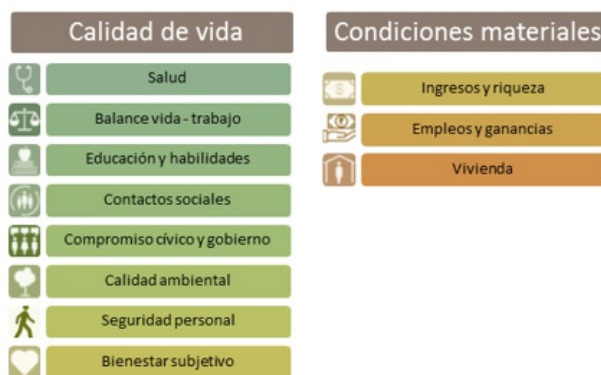 Calidad de vida
Salud
Balance vida - trabajo
Educación y habilidades
Contactos sociales
Compromiso cívico y gobierno
Calidad ambiental
Seguridad personal
Bienestar subjetivo
Condiciones materiales
$
Ingresos y riqueza
Empleos y ganancias
Vivienda